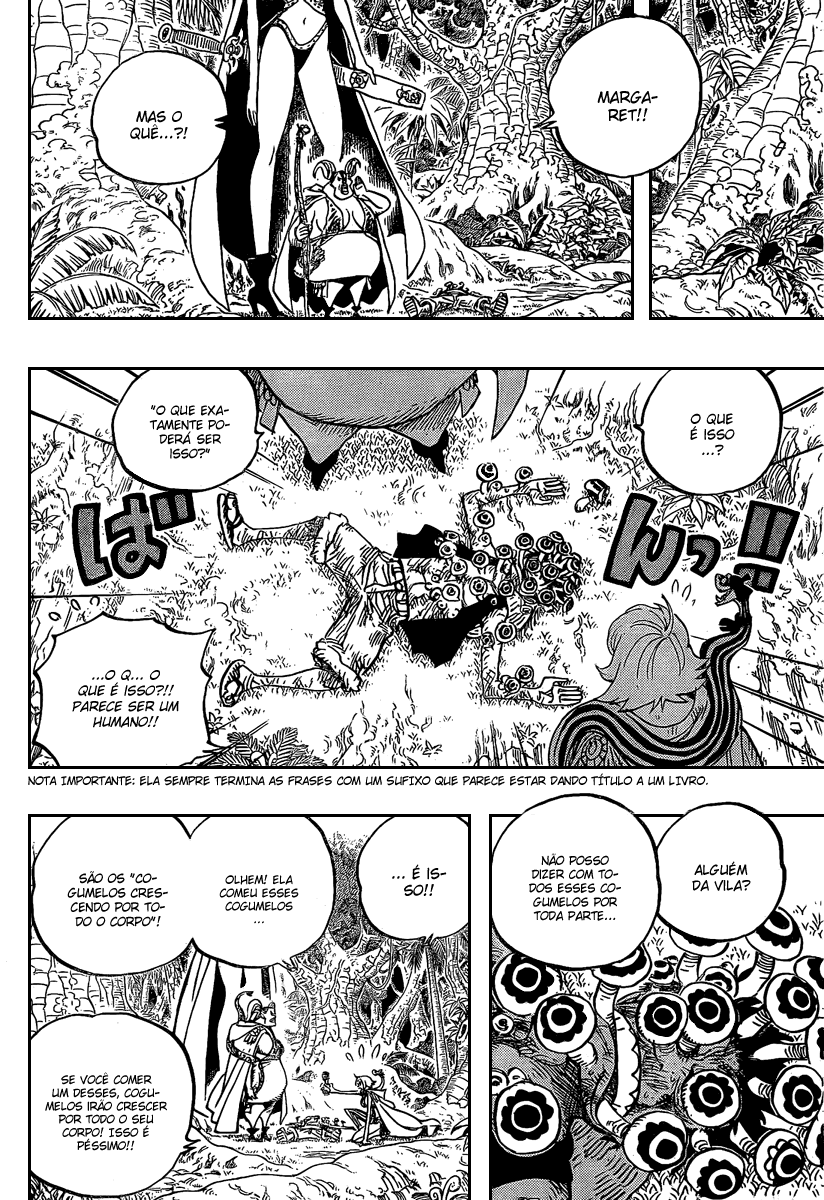 MARGA-
RET!!
MAS O
QUÊ...?!
O QUE
É ISSO
...?
"O QUE EXA-
TAMENTE PO-
DERÁ SER
ISSO?"
ばんっ!!
...O Q... O
QUE É ISSO?!!
PARECE SER UM
HUMANO!!
NOTA IMPORTANTE: ELA SEMPRE TERMINA AS FRASES COM UM SUFIXO QUE PARECE ESTAR DANDO TÍTULO A UM LIVRO.
ALGUÉM
DA VILA?
NÃO POSSO
DIZER COM TO-
DOS ESSES CO-
GUMELOS POR
TODA PARTE...
... É IS-
SO!!
OLHEM! ELA
COMEU ESSES
COGUMELOS
...
SÃO OS "CO-
GUMELOS CRES-
CENDO POR TO-
DO O CORPO"!
SE VOCÊ COMER
UM DESSES, COGU-
MELOS IRÃO CRESCER
POR TODO O SEU
CORPO! ISSO É
PÉSSIMO!!